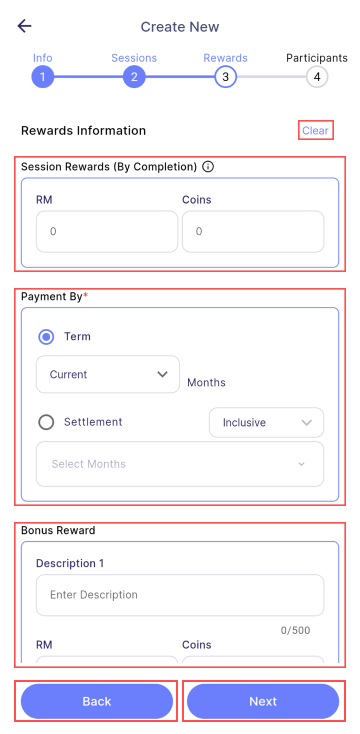 Create New
Info Sessions Rewards Participants
1 2 3 4
Rewards Information Clear
Session Rewards (By Completion)
RM Coins
0 0
Payment By*
Term
Current Months
Settlement Inclusive
Select Months
Bonus Reward
Description 1
Enter Description
0/500
RM Coins
Back Next